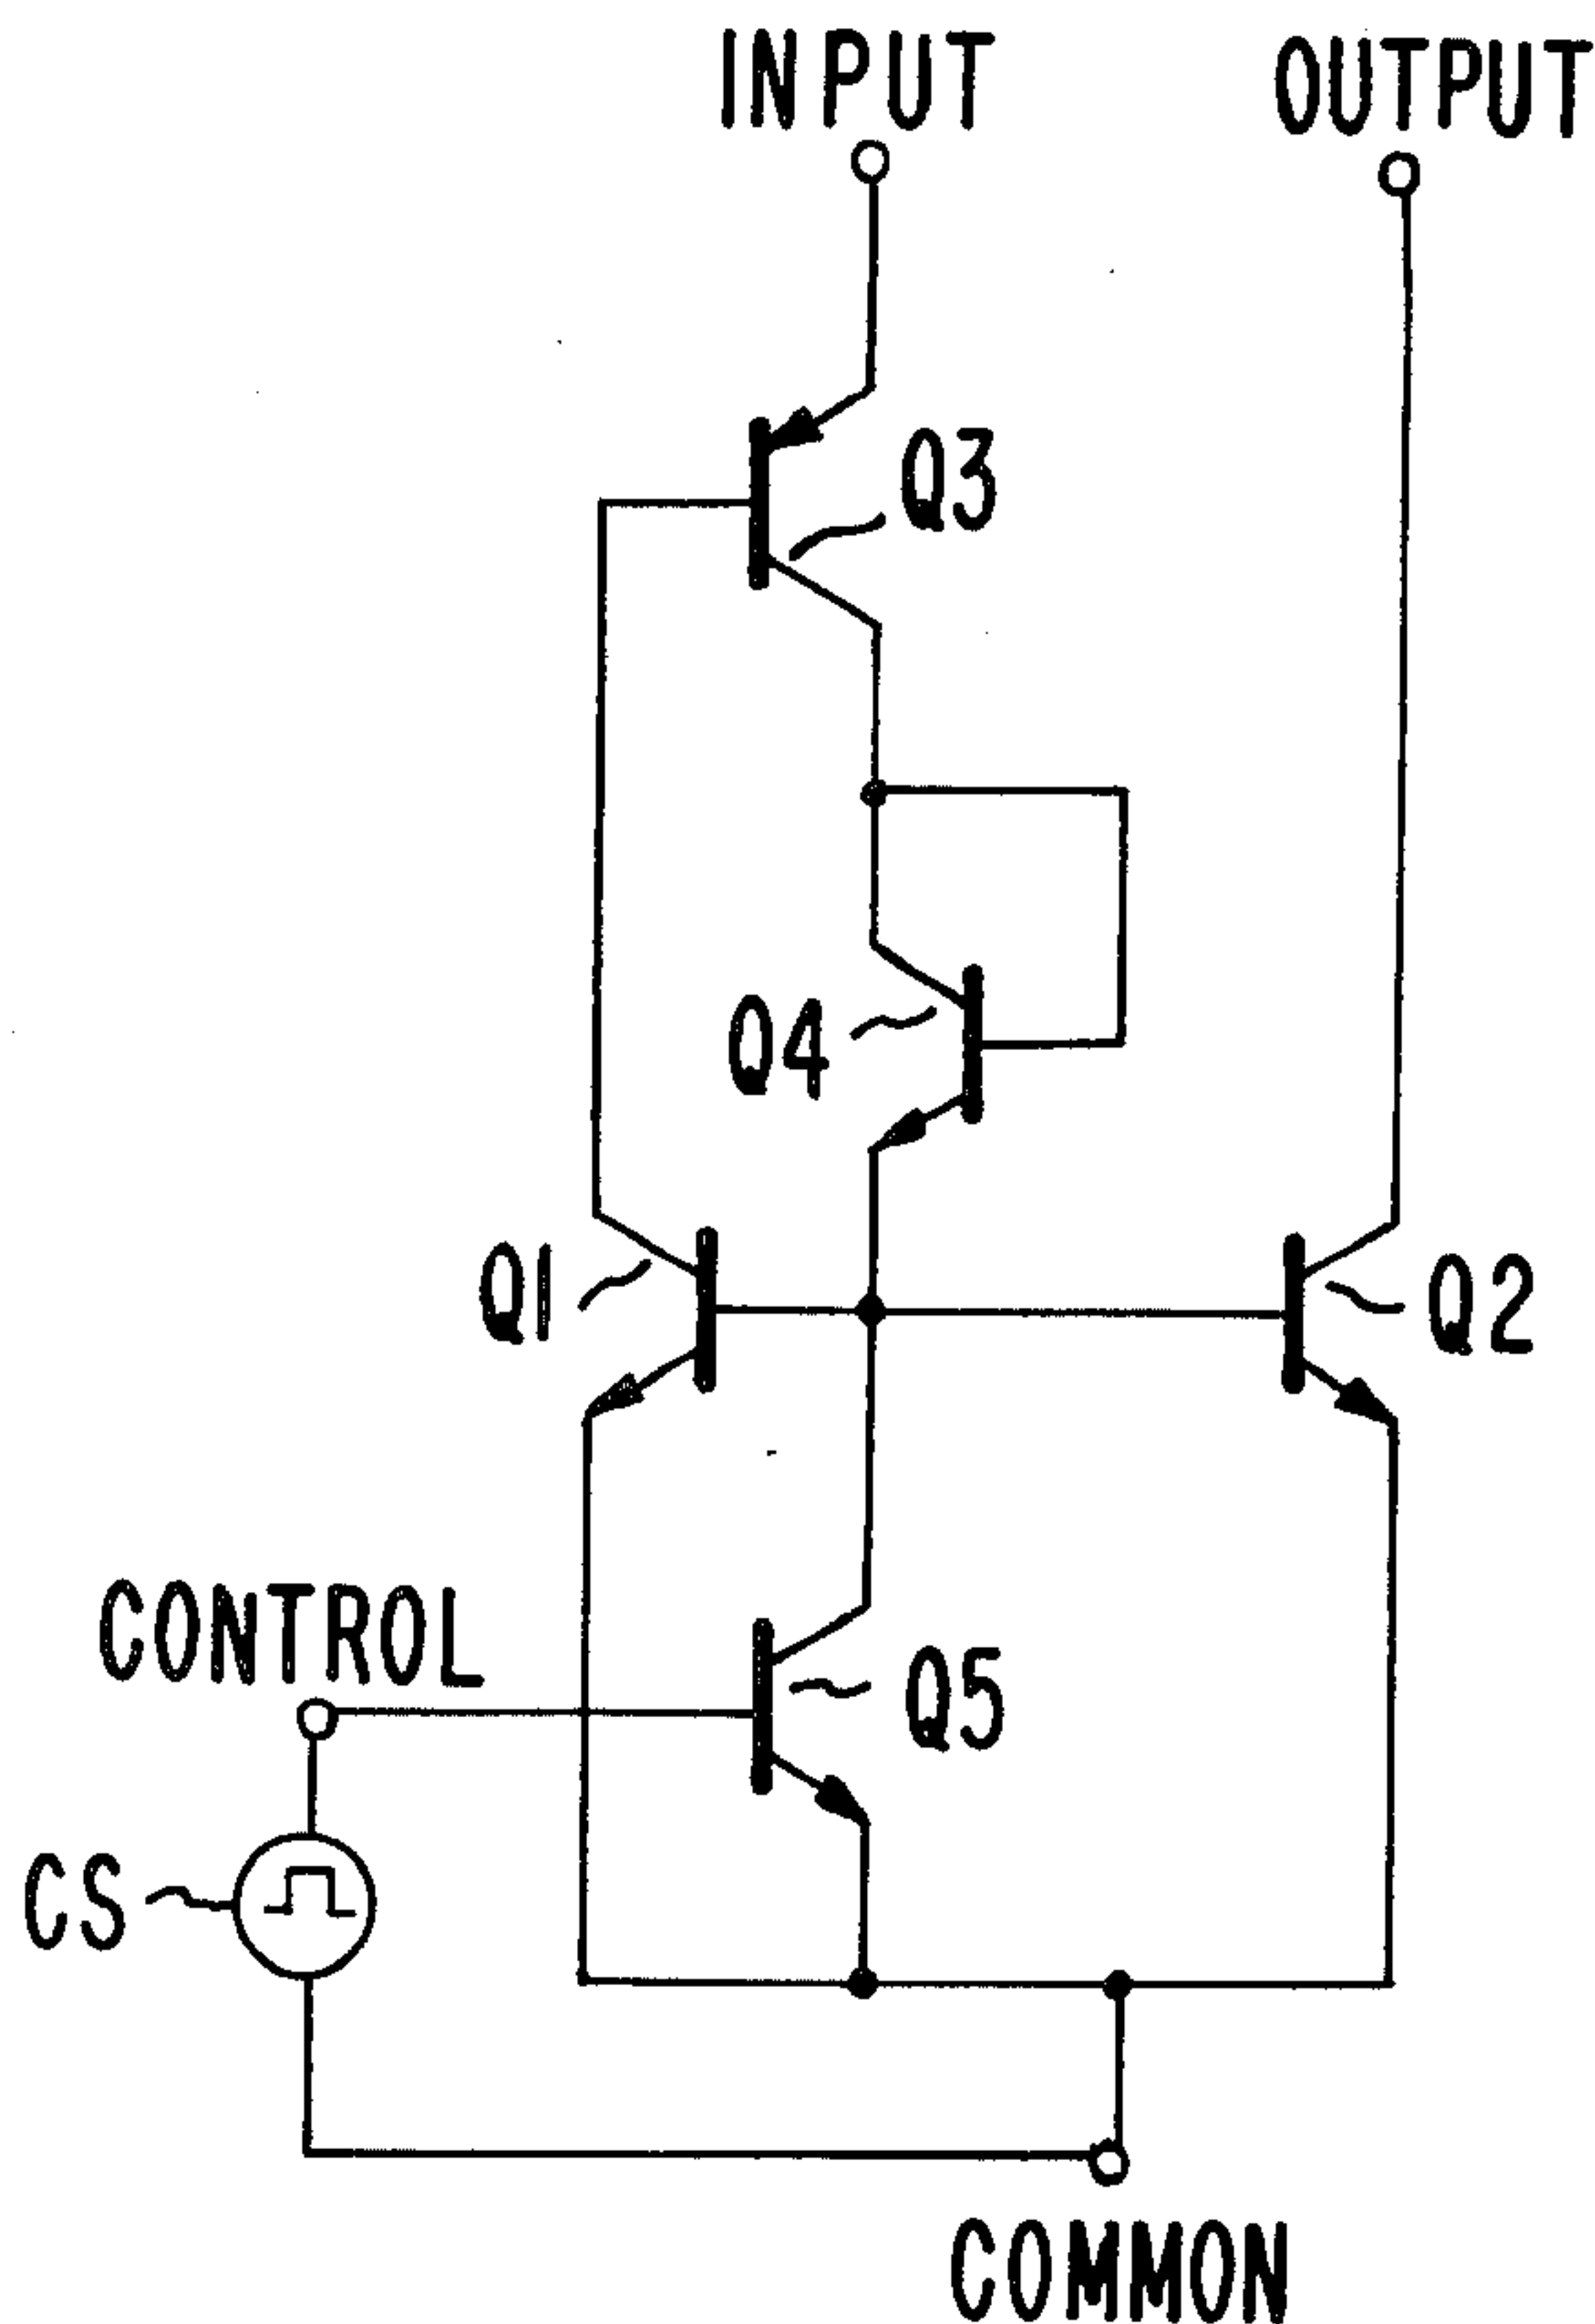 INPUT
OUTPUT
Q3
Q4
Q1
Q2
CONTROL
Q5
CS
COMMON